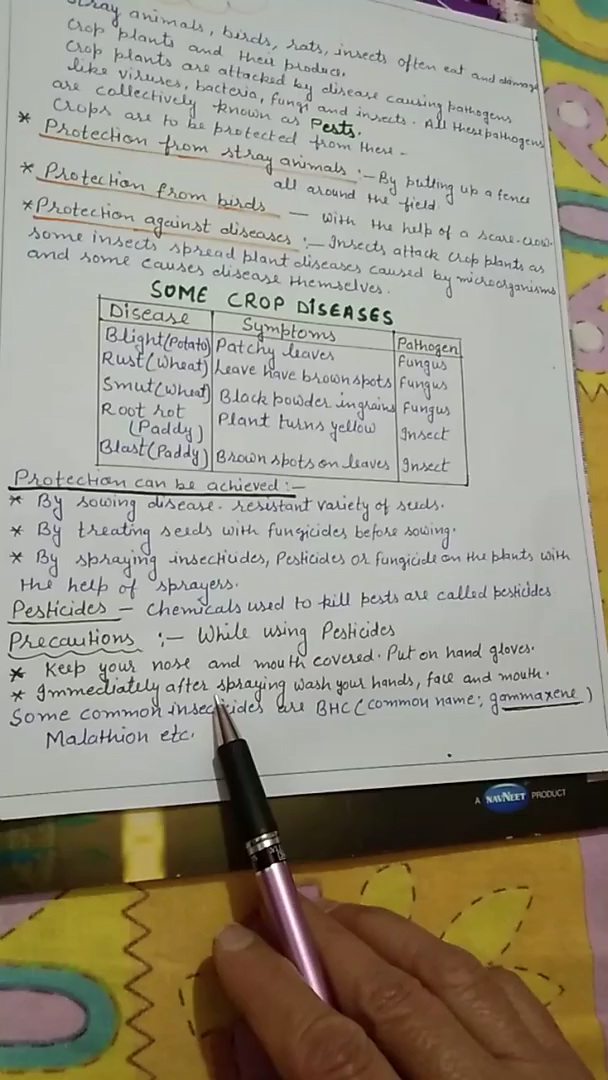 Stray animals, birds, rats, insects often eat and damage
crop plants and their produce.
Crop plants are attacked by disease causing pathogens
like viruses, bacteria, fungi and insects. All these pathogens
are collectively known as Pests.
Crops are to be protected from these -
* Protection from stray animals :- By putting up a fence
all around the field.
* Protection from birds - With the help of a scare-crow.
* Protection against diseases :- Insects attack crop plants as
some insects spread plant diseases caused by microorganisms
and some causes disease themselves.
SOME CROP DISEASES
Disease Symptoms Pathogen
Blight (Potato) Patchy leaves Fungus
Rust (Wheat) Leave have brown spots Fungus
Smut (Wheat) Black powder in grains Fungus
Root rot (Paddy) Plant turns yellow Insect
Blast (Paddy) Brown spots on leaves Insect
Protection can be achieved :-
* By sowing disease-resistant variety of seeds.
* By treating seeds with fungicides before sowing.
* By spraying insecticides, Pesticides or fungicide on the plants with
the help of sprayers.
Pesticides - Chemicals used to kill pests are called pesticides
Precautions :- While using Pesticides
* Keep your nose and mouth covered. Put on hand gloves.
* Immediately after spraying wash your hands, face and mouth.
Some common insecticides are BHC (common name; gammaxene)
Malathion etc.
A NAVNEET PRODUCT